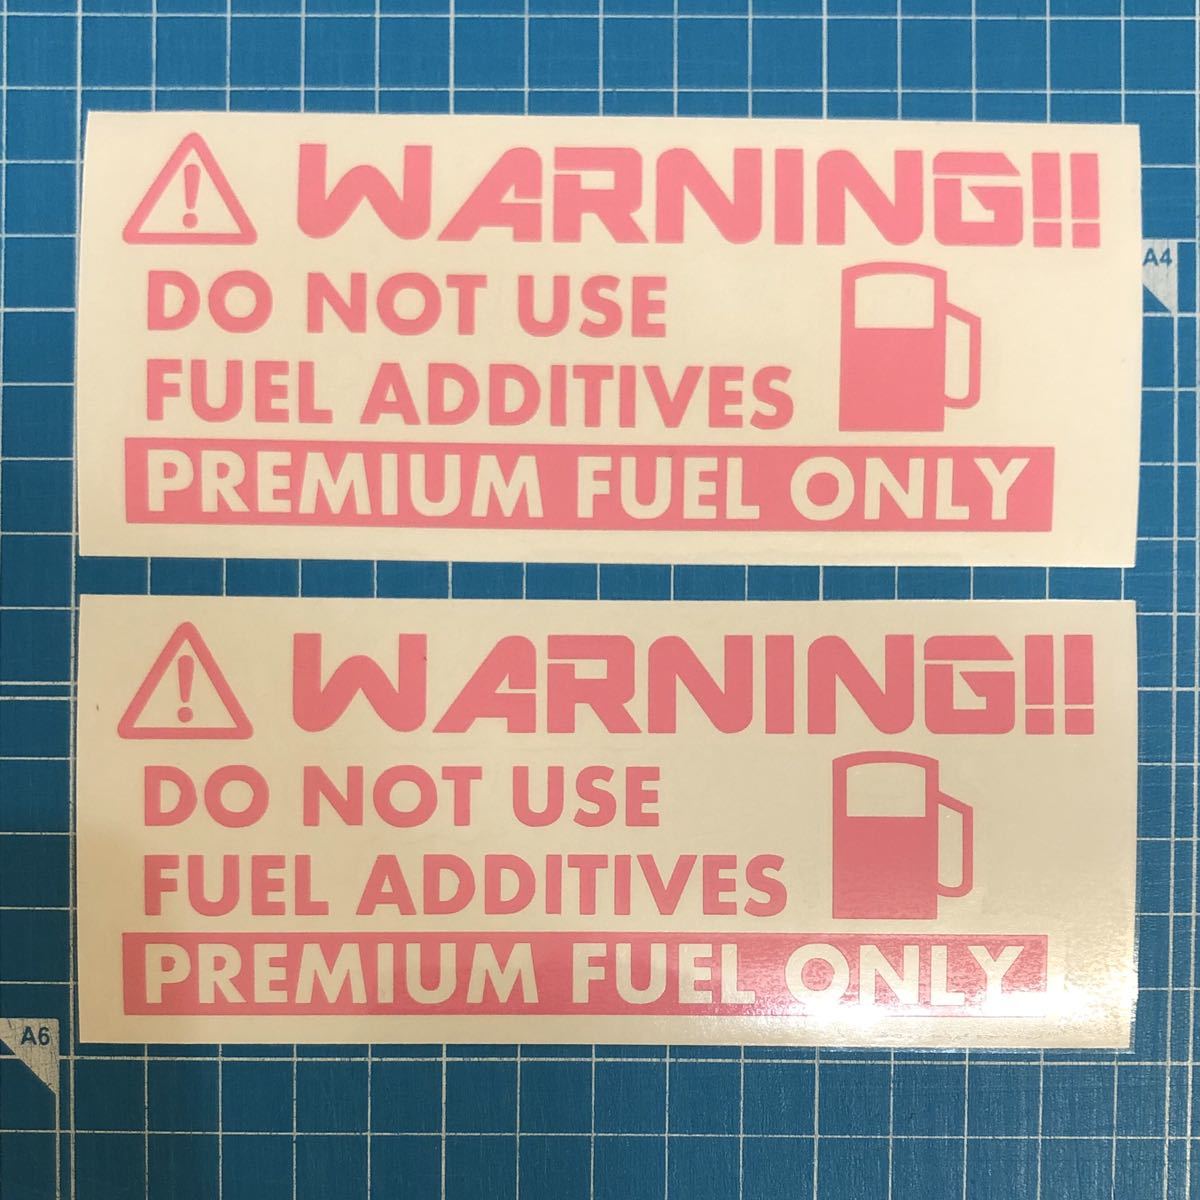 WARNING!!
A4
DO NOT USE
FUEL ADDITIVES
PREMIUM FUEL ONLY
WARNING!!
DO NOT USE
FUEL ADDITIVES
PREMIUM FUEL ONLY
A6